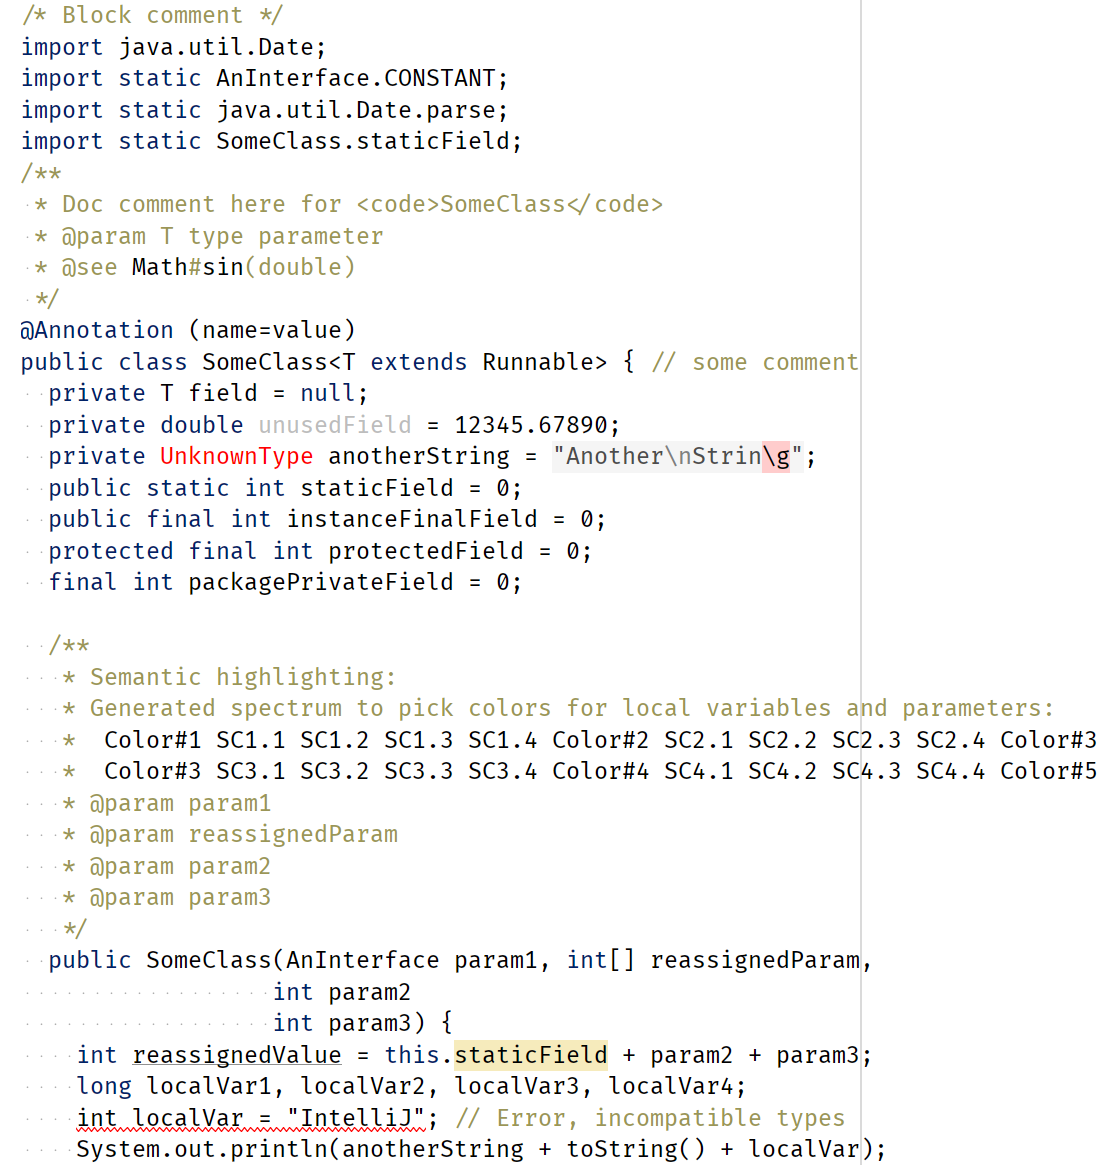 /* Block comment */
import java.util.Date;
import static AnInterface.CONSTANT;
import static java.util.Date.parse;
import static SomeClass.staticField;
/**
 * Doc comment here for <code>SomeClass</code>
 * @param T type parameter
 * @see Math#sin(double)
 */
@Annotation (name=value)
public class SomeClass<T extends Runnable> { // some comment
  private T field = null;
  private double unusedField = 12345.67890;
  private UnknownType anotherString = "Another\nStrin\g";
  public static int staticField = 0;
  public final int instanceFinalField = 0;
  protected final int protectedField = 0;
  final int packagePrivateField = 0;

  /**
   * Semantic highlighting:
   * Generated spectrum to pick colors for local variables and parameters:
   *  Color#1 SC1.1 SC1.2 SC1.3 SC1.4 Color#2 SC2.1 SC2.2 SC2.3 SC2.4 Color#3
   *  Color#3 SC3.1 SC3.2 SC3.3 SC3.4 Color#4 SC4.1 SC4.2 SC4.3 SC4.4 Color#5
   * @param param1
   * @param reassignedParam
   * @param param2
   * @param param3
   */
  public SomeClass(AnInterface param1, int[] reassignedParam,
                  int param2
                  int param3) {
    int reassignedValue = this.staticField + param2 + param3;
    long localVar1, localVar2, localVar3, localVar4;
    int localVar = "IntelliJ"; // Error, incompatible types
    System.out.println(anotherString + toString() + localVar);